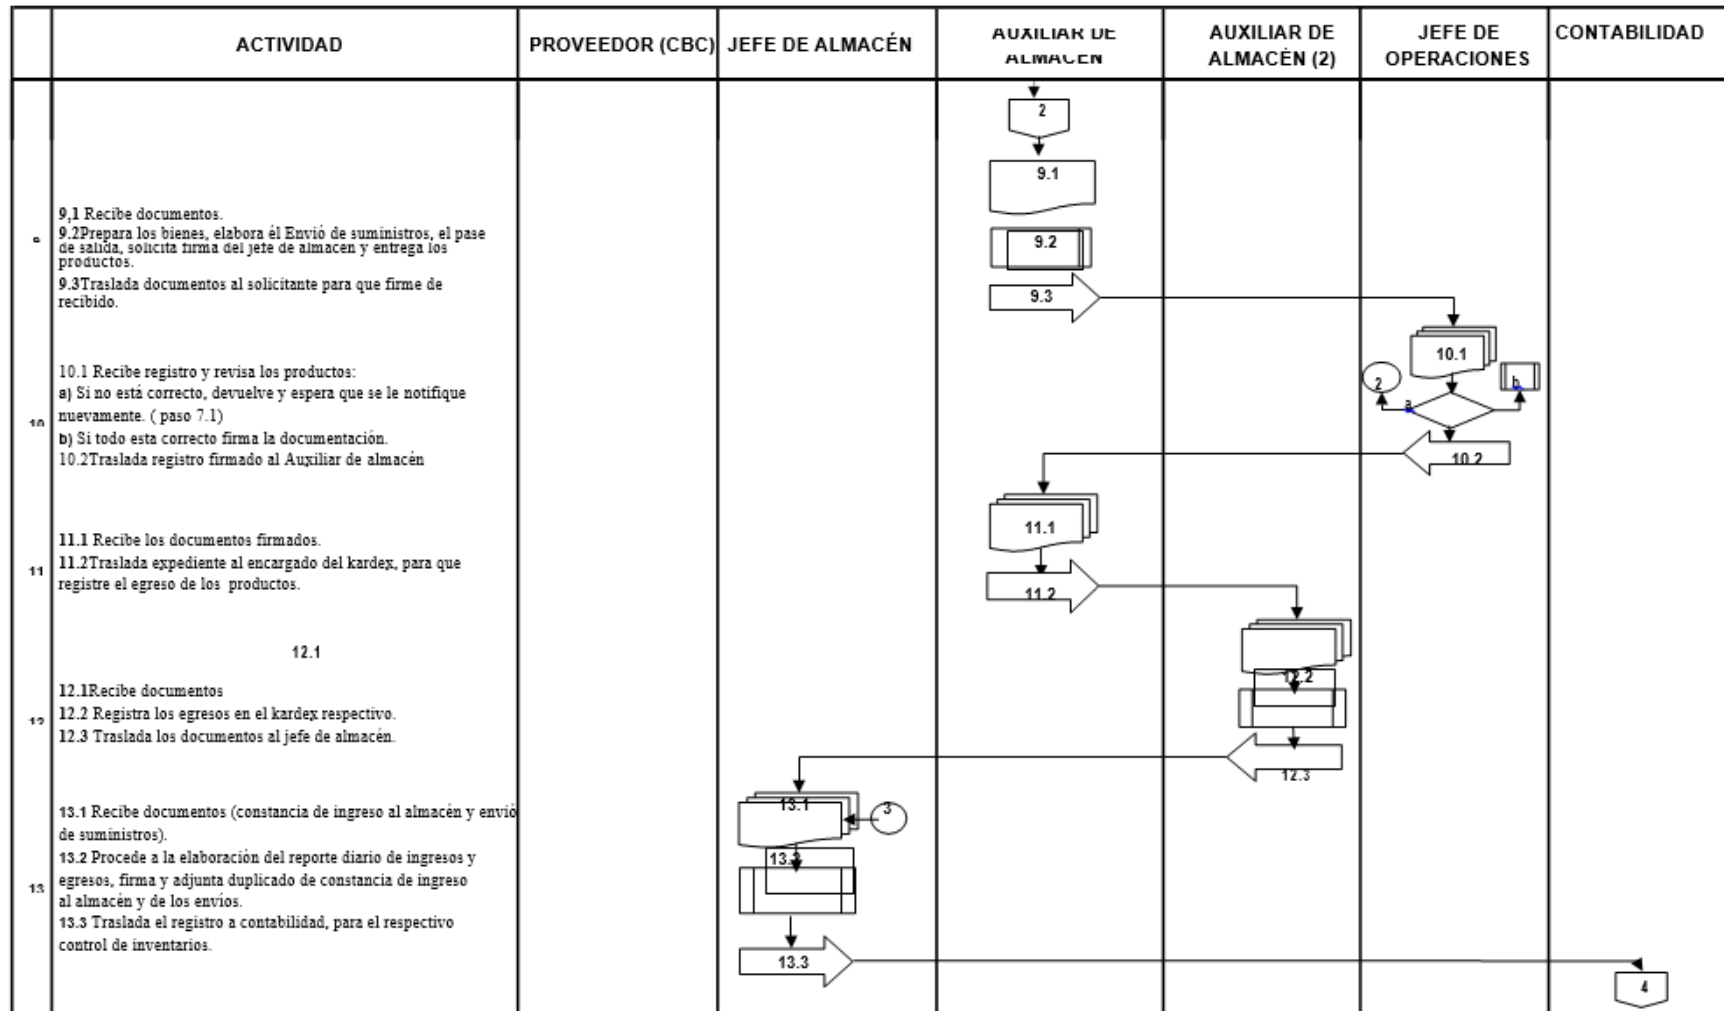 ACTIVIDAD
PROVEEDOR (CBC)
JEFE DE ALMACÉN
AUXILIAR DE
ALMACEN
AUXILIAR DE
ALMACÉN (2)
JEFE DE
OPERACIONES
CONTABILIDAD
2
9.1
9,1 Recibe documentos.
9.2Prepara los bienes, elabora él Envió de suministros, el pase
de salida, solicita firma del jefe de almacén y entrega los
productos.
9.3Traslada documentos al solicitante para que firme de
recibido.
9.2
9.3
10.1
2
b
a
10.2
10
10.1 Recibe registro y revisa los productos:
a) Si no está correcto, devuelve y espera que se le notifique
nuevamente. ( paso 7.1)
b) Si todo esta correcto firma la documentación.
10.2Traslada registro firmado al Auxiliar de almacén
11.1
11
11.1 Recibe los documentos firmados.
11.2Traslada expediente al encargado del kardex, para que
registre el egreso de los productos.
11.2
12.1
12.2
12
12.1Recibe documentos
12.2 Registra los egresos en el kardex respectivo.
12.3 Traslada los documentos al jefe de almacén.
12.3
13.1
3
13
13.1 Recibe documentos (constancia de ingreso al almacén y envió
de suministros).
13.2 Procede a la elaboración del reporte diario de ingresos y
egresos, firma y adjunta duplicado de constancia de ingreso
al almacén y de los envíos.
13.3 Traslada el registro a contabilidad, para el respectivo
control de inventarios.
13.3
4